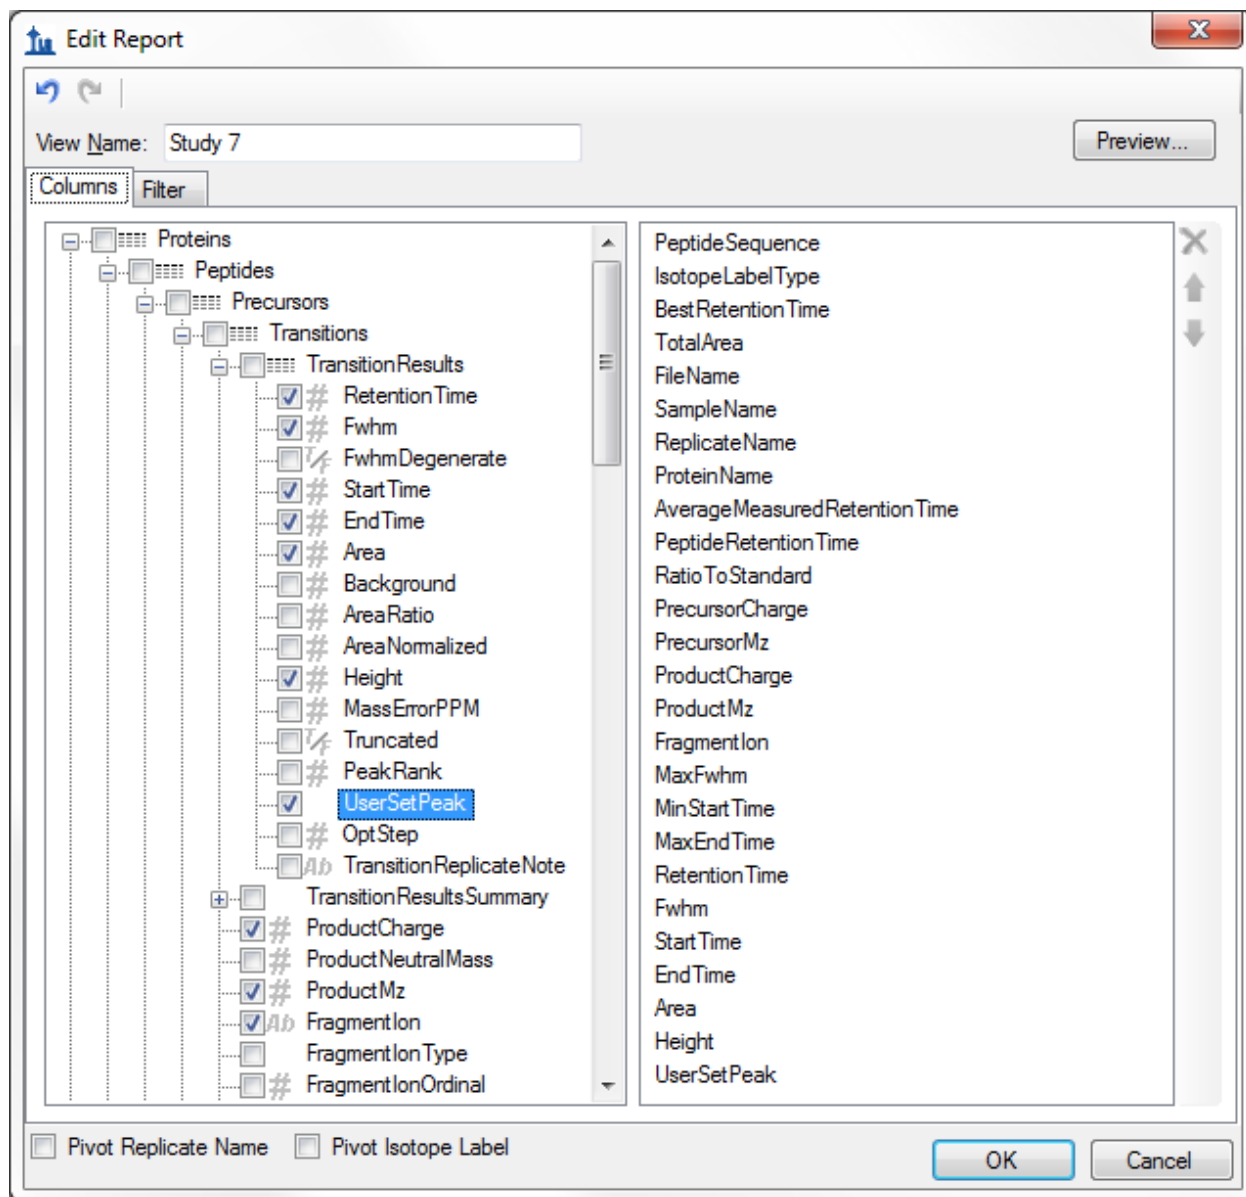 Edit Report
View Name: Study 7
Preview...
Columns Filter
Proteins
Peptides
Precursors
Transitions
TransitionResults
# RetentionTime
# Fwhm
T/F FwhmDegenerate
# StartTime
# EndTime
# Area
# Background
# AreaRatio
# AreaNormalized
# Height
# MassErrorPPM
T/F Truncated
# PeakRank
UserSetPeak
# OptStep
Ab TransitionReplicateNote
TransitionResultsSummary
# ProductCharge
# ProductNeutralMass
# ProductMz
Ab FragmentIon
FragmentIonType
# FragmentIonOrdinal
PeptideSequence
IsotopeLabelType
BestRetentionTime
TotalArea
FileName
SampleName
ReplicateName
ProteinName
AverageMeasuredRetentionTime
PeptideRetentionTime
RatioToStandard
PrecursorCharge
PrecursorMz
ProductCharge
ProductMz
FragmentIon
MaxFwhm
MinStartTime
MaxEndTime
RetentionTime
Fwhm
StartTime
EndTime
Area
Height
UserSetPeak
Pivot Replicate Name Pivot Isotope Label
OK Cancel